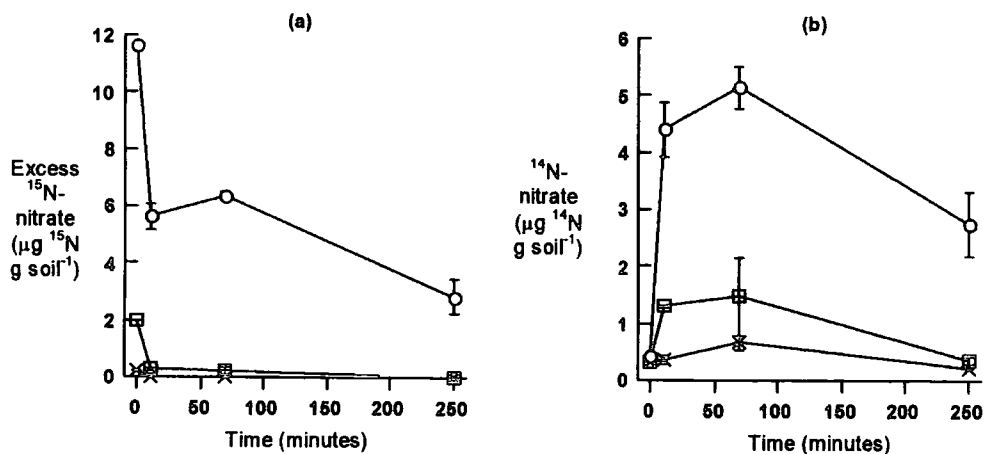 (a)
12
10
8
6
4
2
0
Excess
¹⁵N-
nitrate
(µg ¹⁵N
g soil⁻¹)
0 50 100 150 200 250
Time (minutes)
(b)
6
5
4
3
2
1
0
¹⁴N-
nitrate
(µg ¹⁴N
g soil⁻¹)
0 50 100 150 200 250
Time (minutes)